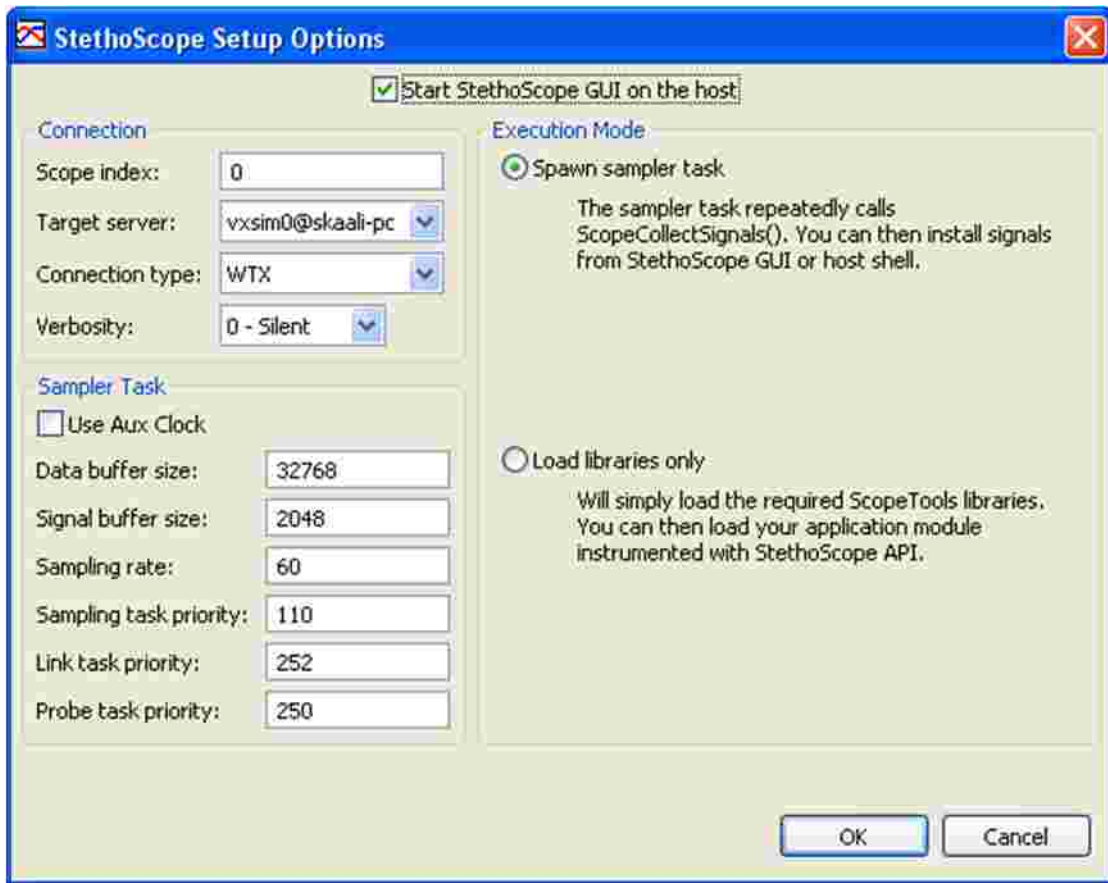 StethoScope Setup Options
Start StethoScope GUI on the host
Connection
Scope index: 0
Target server: vxsim0@skaali-pc
Connection type: WTX
Verbosity: 0 - Silent
Sampler Task
Use Aux Clock
Data buffer size: 32768
Signal buffer size: 2048
Sampling rate: 60
Sampling task priority: 110
Link task priority: 252
Probe task priority: 250
Execution Mode
Spawn sampler task
The sampler task repeatedly calls
ScopeCollectSignals(). You can then install signals
from StethoScope GUI or host shell.
Load libraries only
Will simply load the required ScopeTools libraries.
You can then load your application module
instrumented with StethoScope API.
OK
Cancel